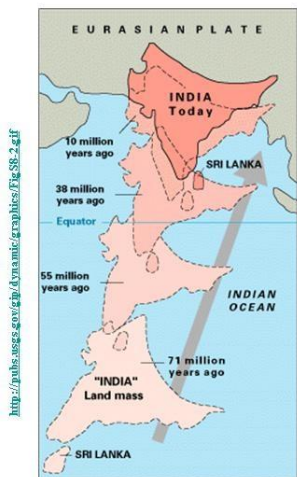 EURASIAN PLATE
INDIA
Today
10 million
years ago
SRI LANKA
38 million
years ago
Equator
55 million
years ago
INDIAN
OCEAN
71 million
years ago
"INDIA"
Land mass
SRI LANKA
http://pubs.usgs.gov/gip/dynamic/graphics/FigS8-2.gif